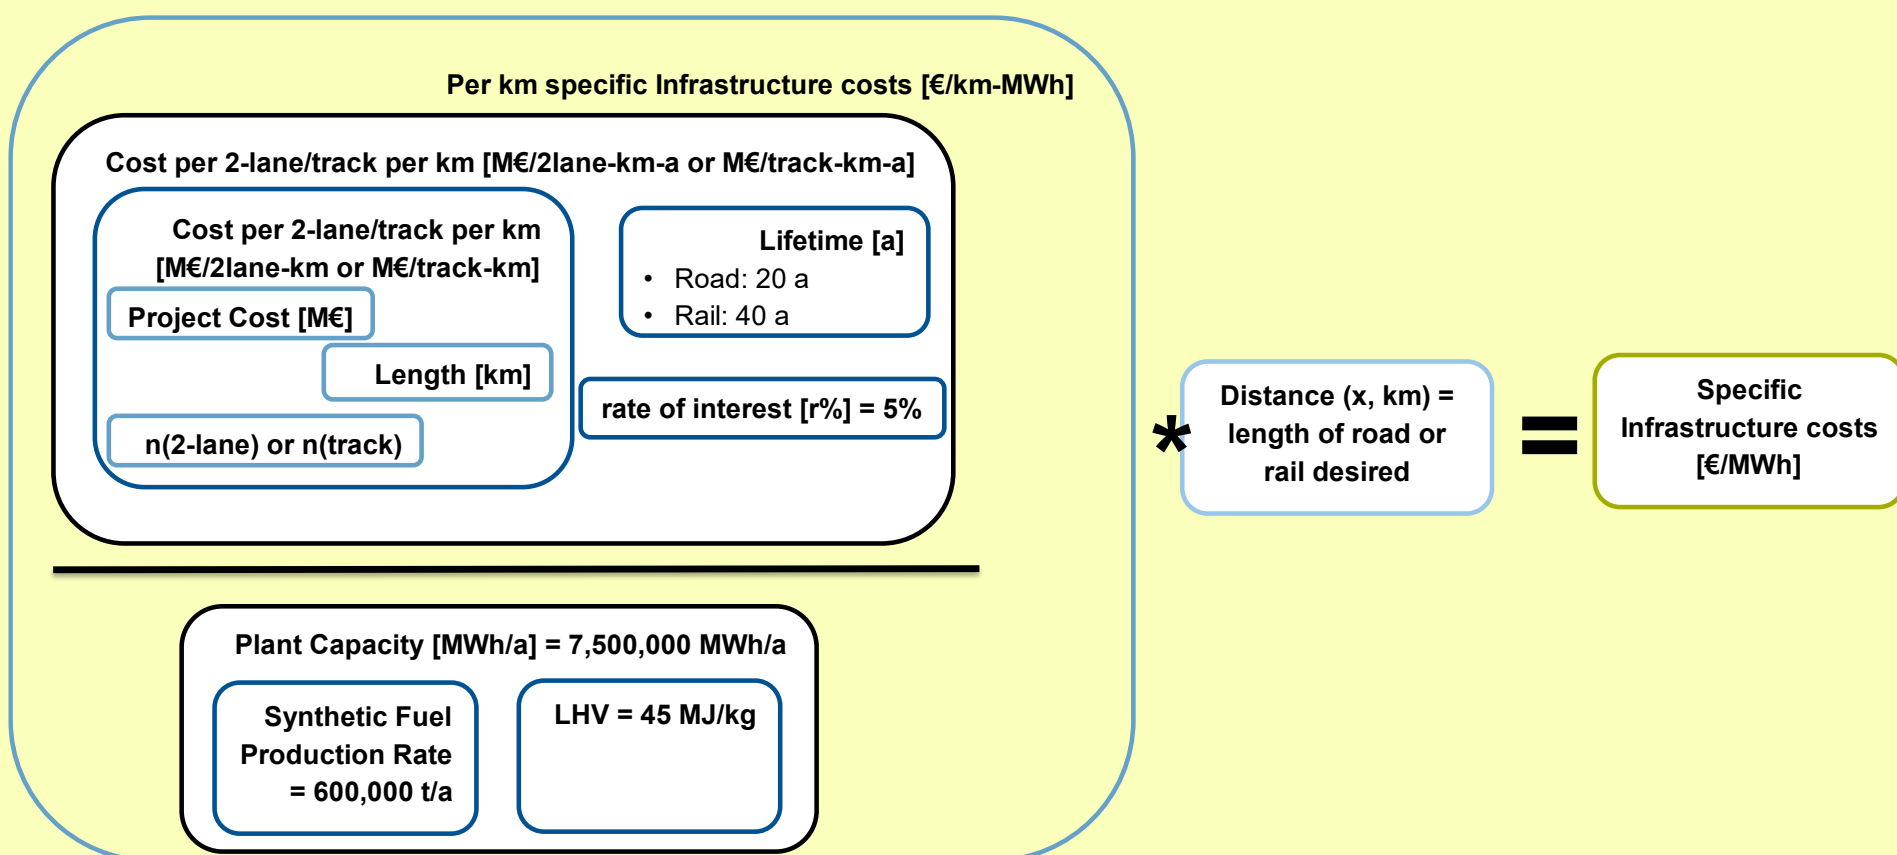 Per km specific Infrastructure costs [€/km-MWh]
Cost per 2-lane/track per km [M€/2lane-km-a or M€/track-km-a]
Cost per 2-lane/track per km
[M€/2lane-km or M€/track-km]
Project Cost [M€]
Length [km]
n(2-lane) or n(track)
Lifetime [a]
• Road: 20 a
• Rail: 40 a
rate of interest [r%] = 5%
Plant Capacity [MWh/a] = 7,500,000 MWh/a
Synthetic Fuel
Production Rate
= 600,000 t/a
LHV = 45 MJ/kg
*
Distance (x, km) =
length of road or
rail desired
=
Specific
Infrastructure costs
[€/MWh]